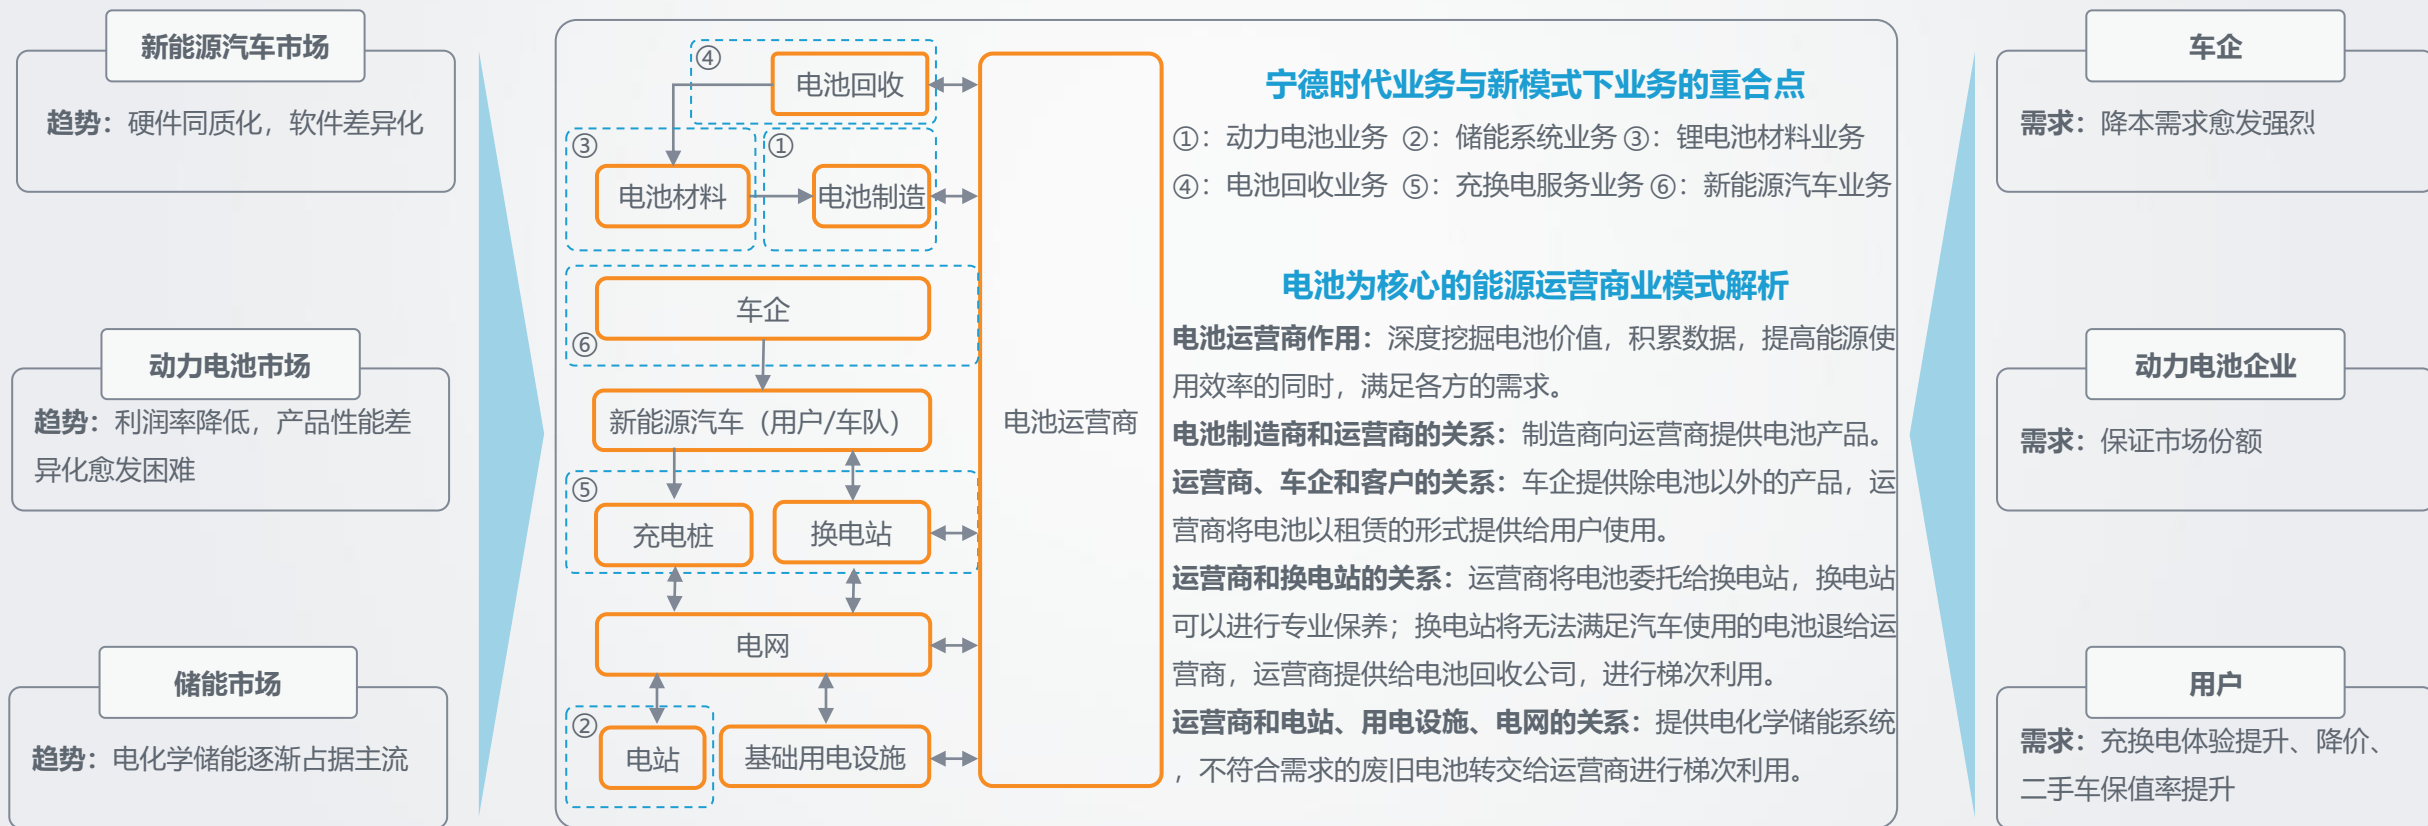 新能源汽车市场
趋势：硬件同质化，软件差异化
动力电池市场
趋势：利润率降低，产品性能差
异化愈发困难
储能市场
趋势：电化学储能逐渐占据主流
④
电池回收
③
①
电池材料
电池制造
车企
⑥
新能源汽车（用户/车队）
⑤
充电桩
换电站
电网
②
电站
基础用电设施
电池运营商
宁德时代业务与新模式下业务的重合点
①：动力电池业务 ②：储能系统业务 ③：锂电池材料业务
④：电池回收业务 ⑤：充换电服务业务 ⑥：新能源汽车业务
电池为核心的能源运营商业模式解析
电池运营商作用：深度挖掘电池价值，积累数据，提高能源使
用效率的同时，满足各方的需求。
电池制造商和运营商的关系：制造商向运营商提供电池产品。
运营商、车企和客户的关系：车企提供除电池以外的产品，运
营商将电池以租赁的形式提供给用户使用。
运营商和换电站的关系：运营商将电池委托给换电站，换电站
可以进行专业保养；换电站将无法满足汽车使用的电池退给运
营商，运营商提供给电池回收公司，进行梯次利用。
运营商和电站、用电设施、电网的关系：提供电化学储能系统
，不符合需求的废旧电池转交给运营商进行梯次利用。
车企
需求：降本需求愈发强烈
动力电池企业
需求：保证市场份额
用户
需求：充换电体验提升、降价、
二手车保值率提升